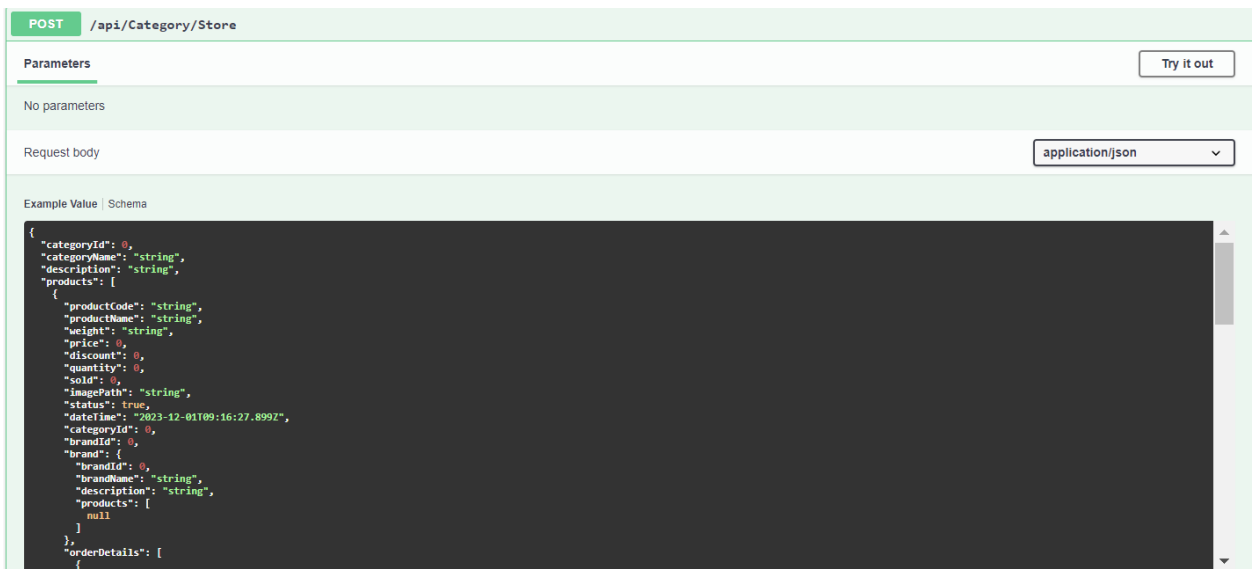 POST /api/Category/Store
Parameters
Try it out
No parameters
Request body
application/json
Example Value Schema
{
"categoryId": 0,
"categoryName": "string",
"description": "string",
"products": [
{
"productCode": "string",
"productName": "string",
"weight": "string",
"price": 0,
"discount": 0,
"quantity": 0,
"sold": 0,
"imagePath": "string",
"status": true,
"dateTime": "2023-12-01T09:16:27.899Z",
"categoryId": 0,
"brandId": 0,
"brand": {
"brandId": 0,
"brandName": "string",
"description": "string",
"products": [
null
]
},
"orderDetails": [
{